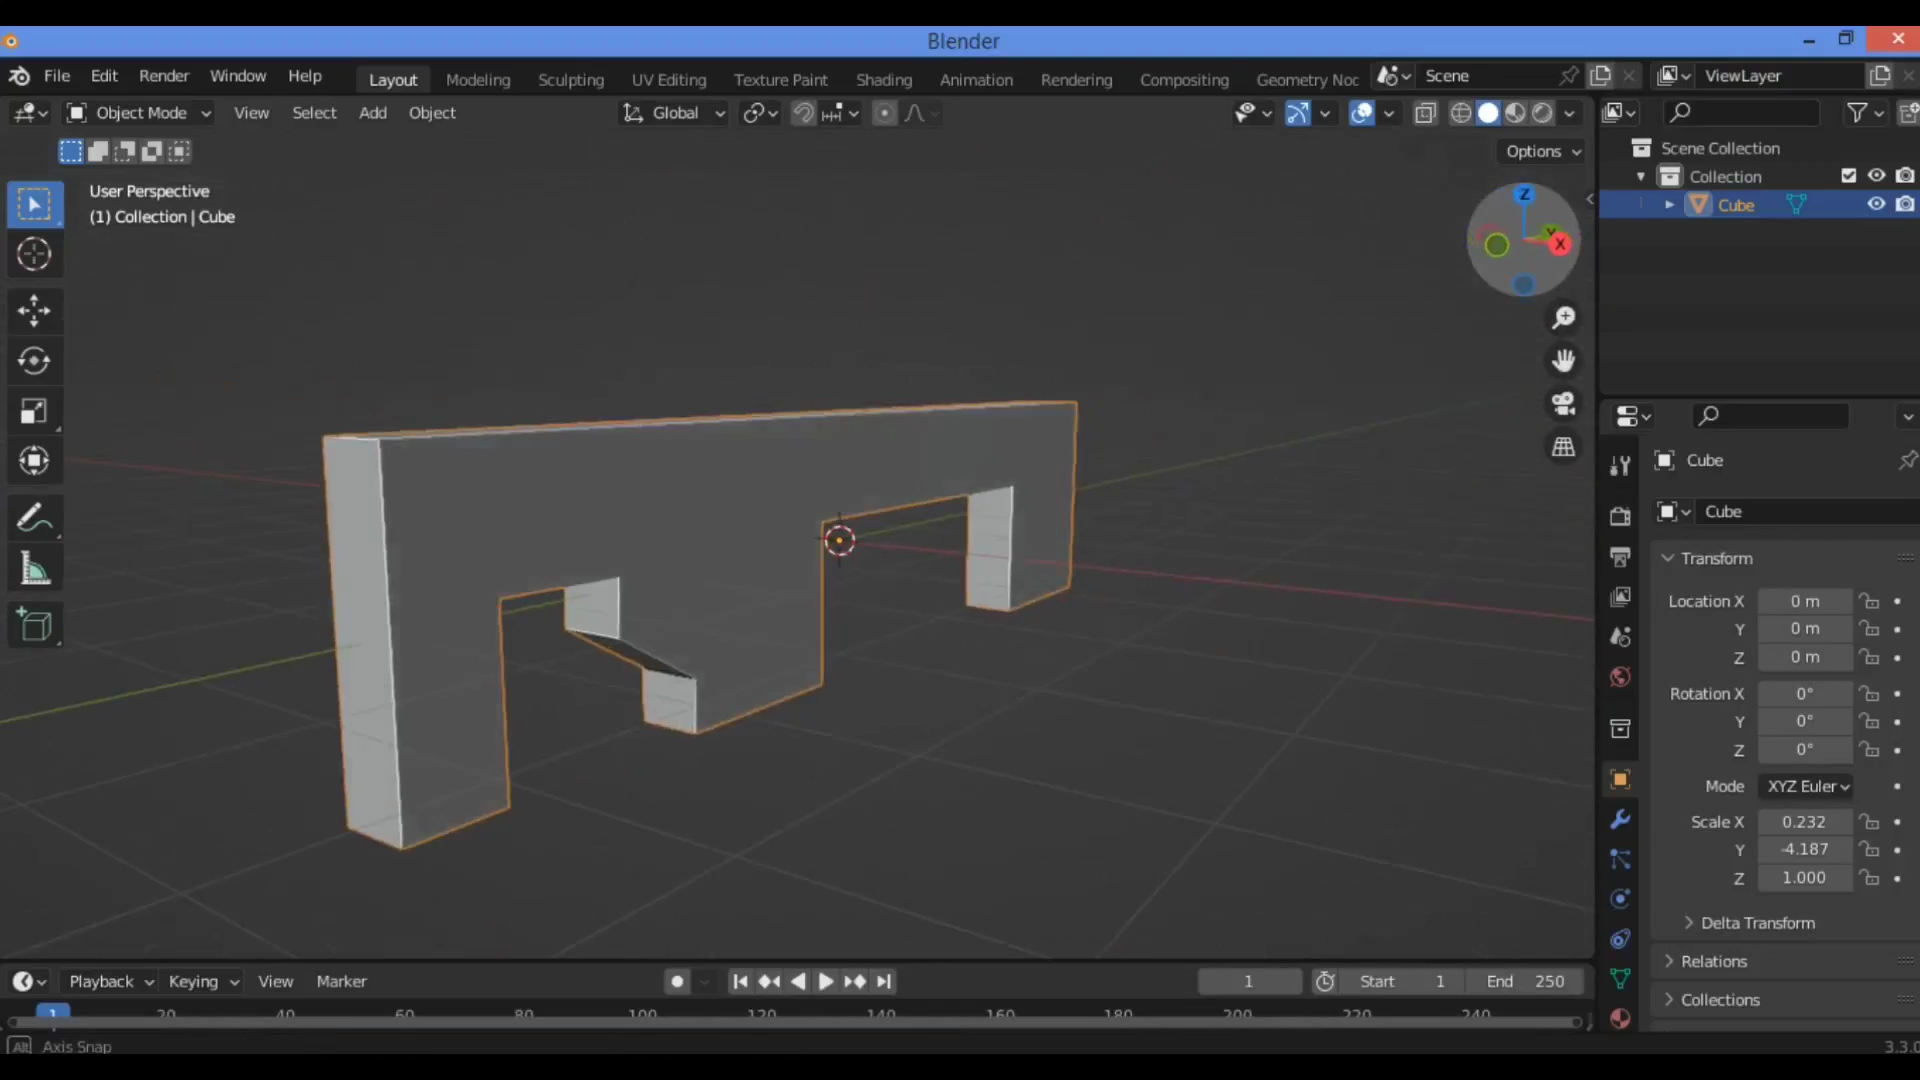 Blender
File Edit Render Window Help Layout Modeling Sculpting UV Editing Texture Paint Shading Animation Rendering Compositing Geometry Noc Scene ViewLayer
Object Mode View Select Add Object Global
Options
User Perspective
(1) Collection | Cube
Z
Y
X
Scene Collection
Collection
Cube
Cube
Cube
Transform
Location X 0 m
Y 0 m
Z 0 m
Rotation X 0°
Y 0°
Z 0°
Mode XYZ Euler
Scale X 0.232
Y -4.187
Z 1.000
Delta Transform
Relations
Collections
Playback Keying View Marker 1 Start 1 End 250
1 20 40 60 80 100 120 140 160 180 200 220 240
Alt Axis Snap
3.3.0